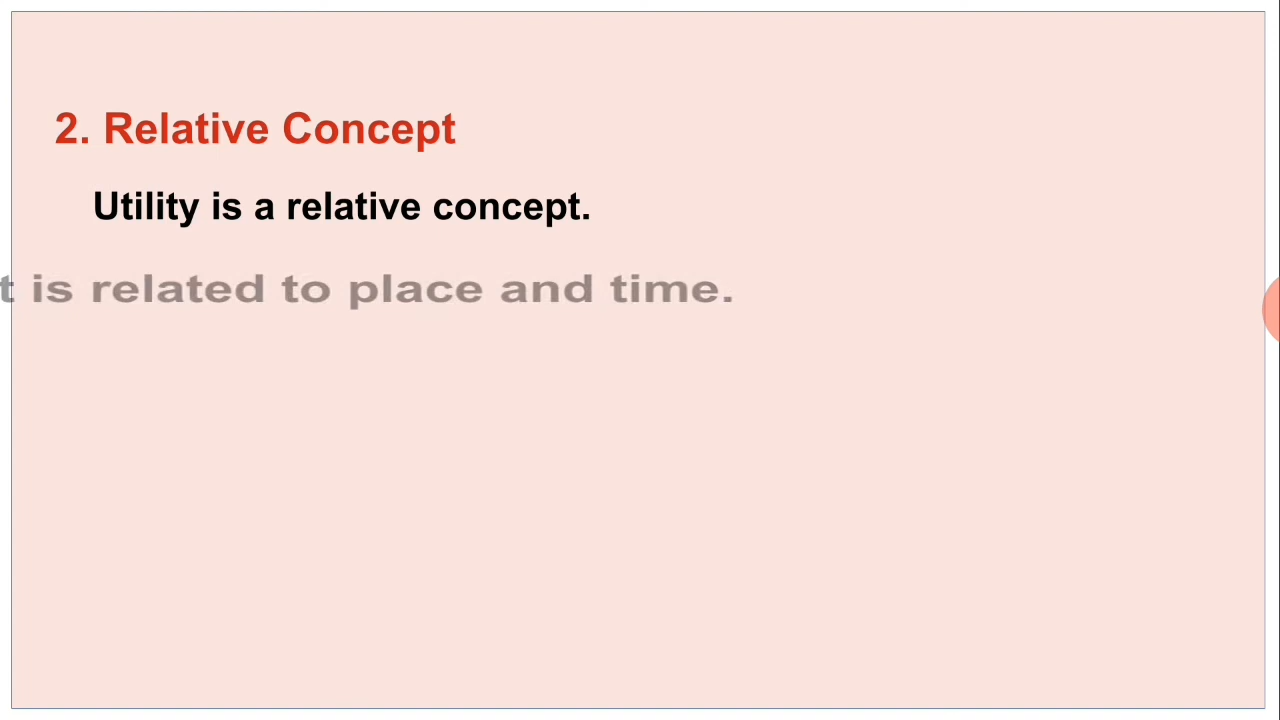 2. Relative Concept
Utility is a relative concept.
t is related to place and time.